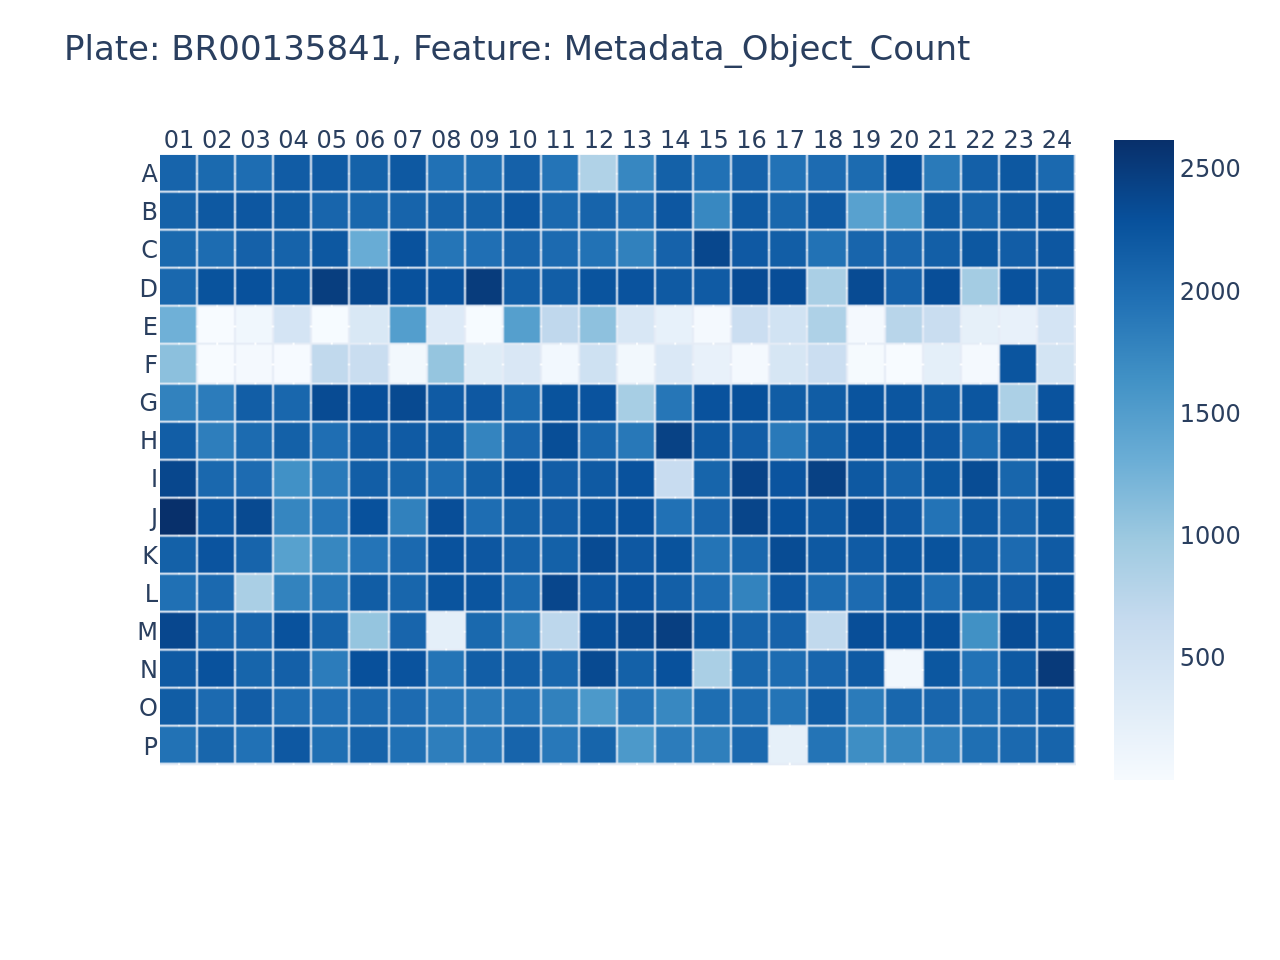 Plate: BR00135841, Feature: Metadata_Object_Count
01 02 03 04 05 06 07 08 09 10 11 12 13 14 15 16 17 18 19 20 21 22 23 24
A
B
C
D
E
F
G
H
I
J
K
L
M
N
O
P
2500
2000
1500
1000
500